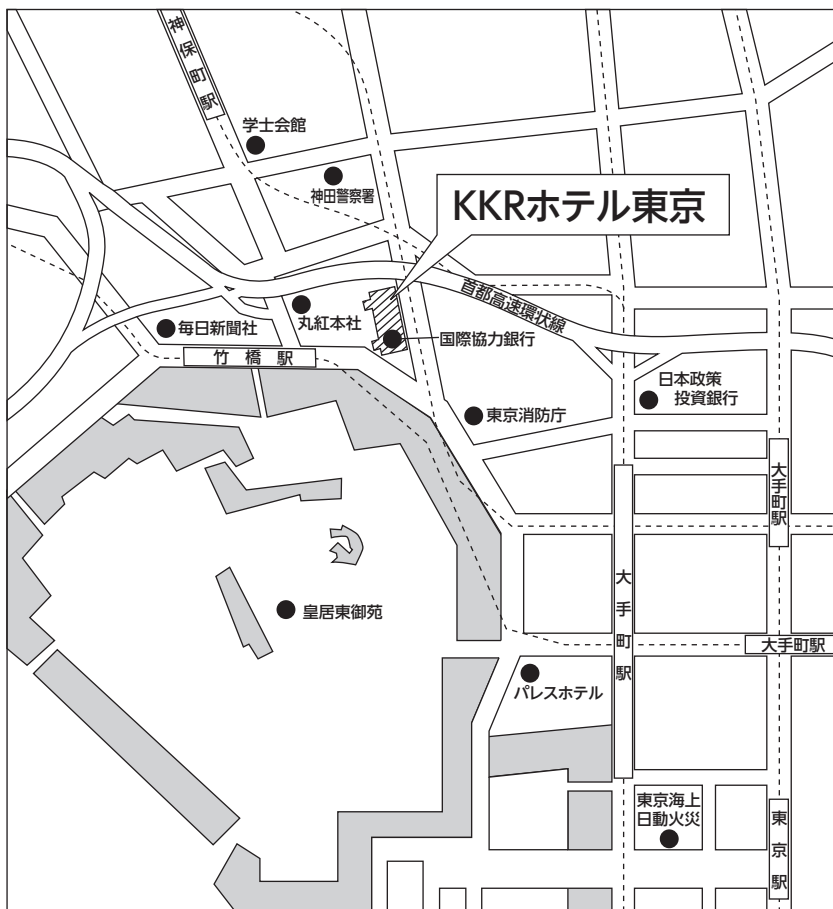 神保町駅
学士会館
神田警察署
KKRホテル東京
首都高速環状線
丸紅本社
毎日新聞社
国際協力銀行
竹橋駅
日本政策
投資銀行
東京消防庁
大手町駅
大手町駅
皇居東御苑
大手町駅
パレスホテル
東京海上
日動火災
東京駅